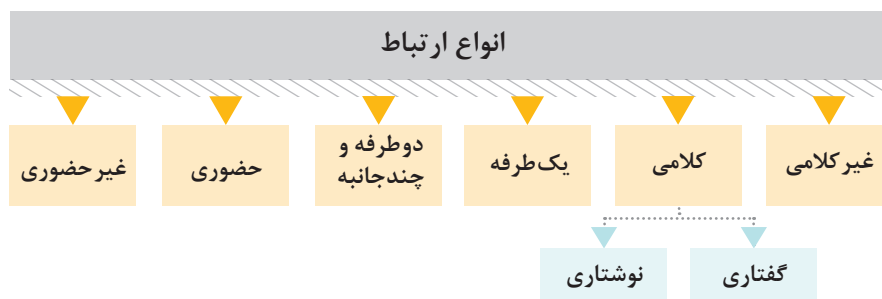 انواع ارتباط
غیرکلامی
کلامی
یک‌طرفه
دوطرفه و
چندجانبه
حضوری
غیرحضوری
گفتاری
نوشتاری